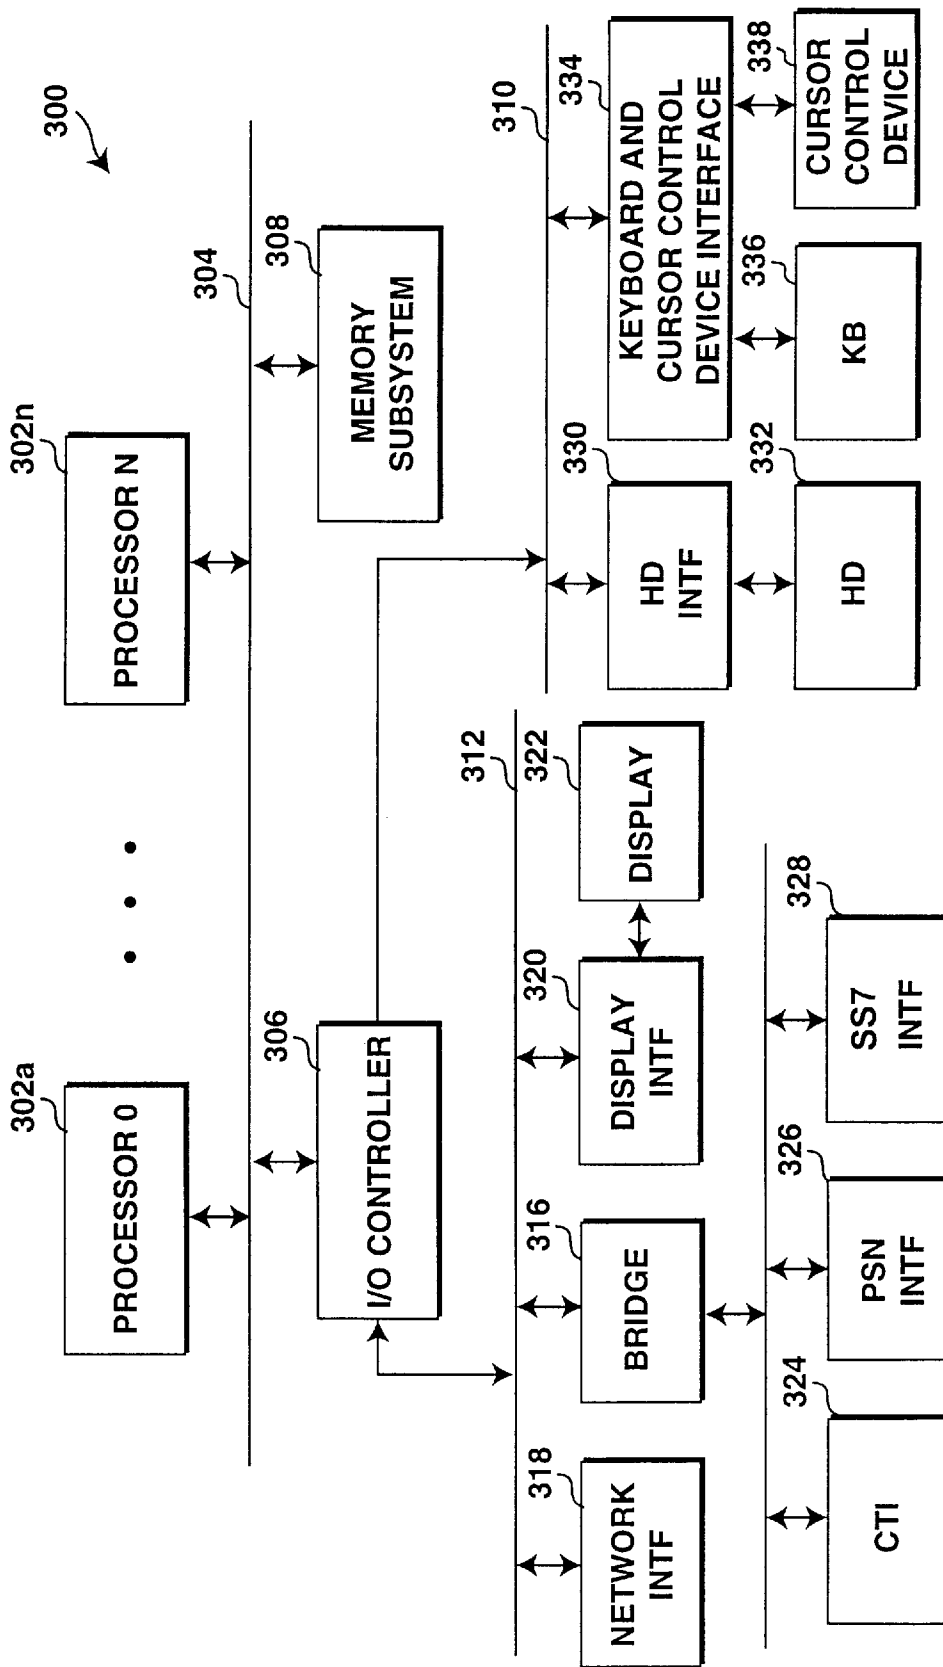 300
302a
PROCESSOR 0
302n
PROCESSOR N
304
306
I/O CONTROLLER
308
MEMORY
SUBSYSTEM
312
310
318
NETWORK
INTF
316
BRIDGE
320
DISPLAY
INTF
322
DISPLAY
330
HD
INTF
334
KEYBOARD AND
CURSOR CONTROL
DEVICE INTERFACE
324
CTI
326
PSN
INTF
328
SS7
INTF
332
HD
336
KB
338
CURSOR
CONTROL
DEVICE